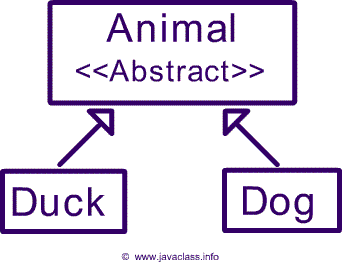 Animal
<<Abstract>>
Duck
Dog
© www.javaclass.info